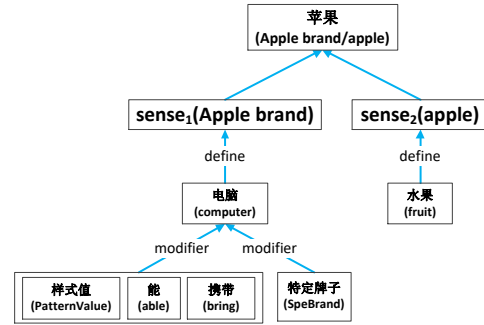 苹果
(Apple brand/apple)
sense₁(Apple brand)
sense₂(apple)
define
define
电脑
(computer)
水果
(fruit)
modifier
modifier
样式值
(PatternValue)
能
(able)
携带
(bring)
特定牌子
(SpeBrand)